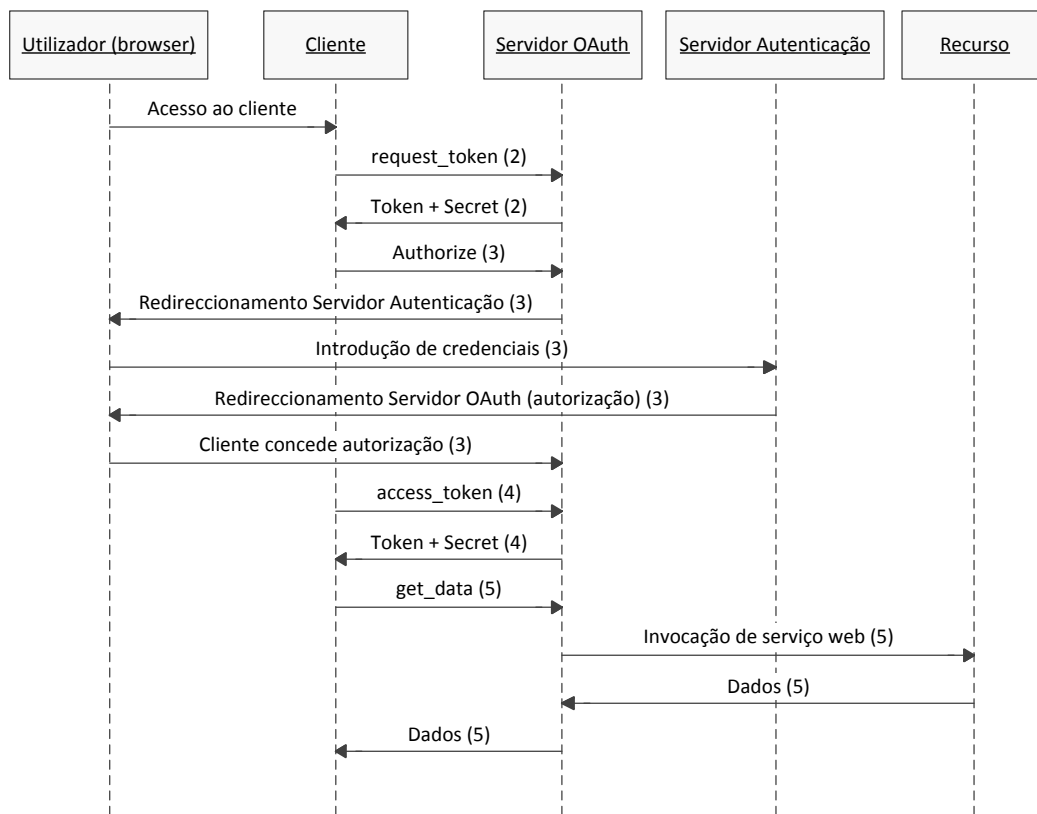 Utilizador (browser)
Cliente
Servidor OAuth
Servidor Autenticação
Recurso
Acesso ao cliente
request_token (2)
Token + Secret (2)
Authorize (3)
Redireccionamento Servidor Autenticação (3)
Introdução de credenciais (3)
Redireccionamento Servidor OAuth (autorização) (3)
Cliente concede autorização (3)
access_token (4)
Token + Secret (4)
get_data (5)
Invocação de serviço web (5)
Dados (5)
Dados (5)